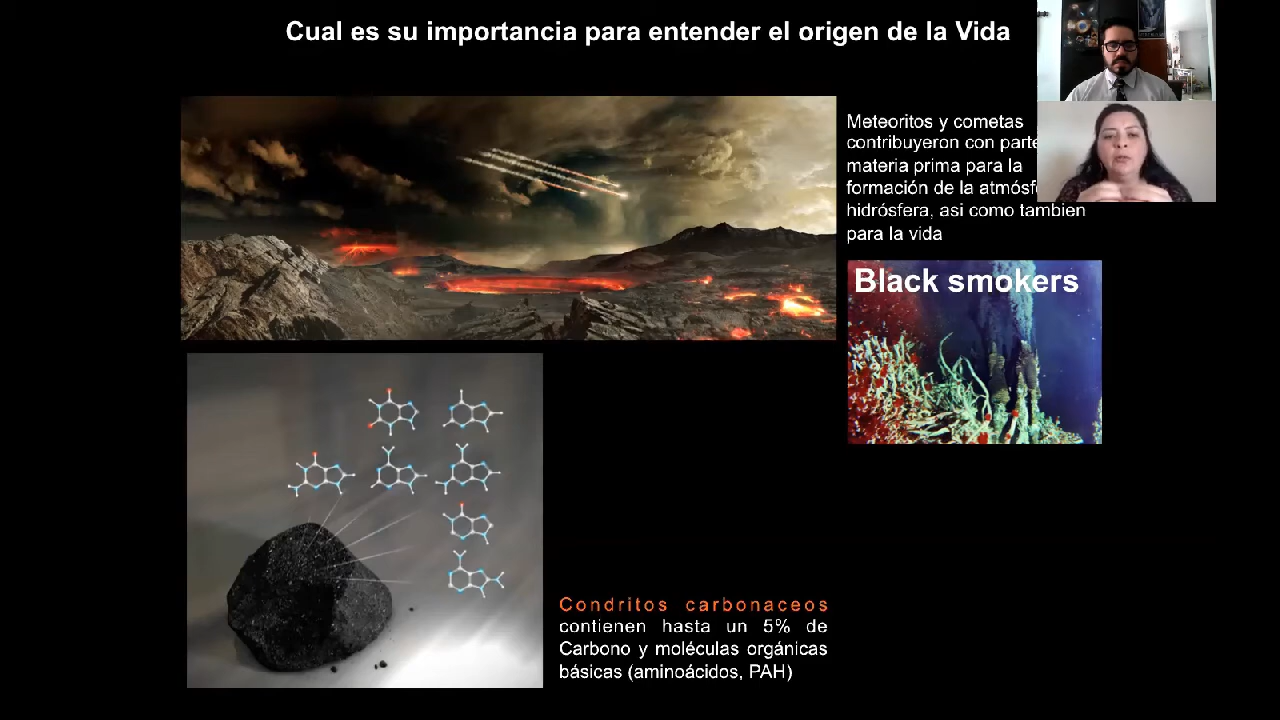 Cual es su importancia para entender el origen de la Vida
Meteoritos y cometas
contribuyeron con parte
materia prima para la
formación de la
hidrósfera, asi como tambien
para la vida
Black smokers
Condritos carbonaceos
contienen hasta un 5% de
Carbono y moléculas orgánicas
básicas (aminoácidos, PAH)